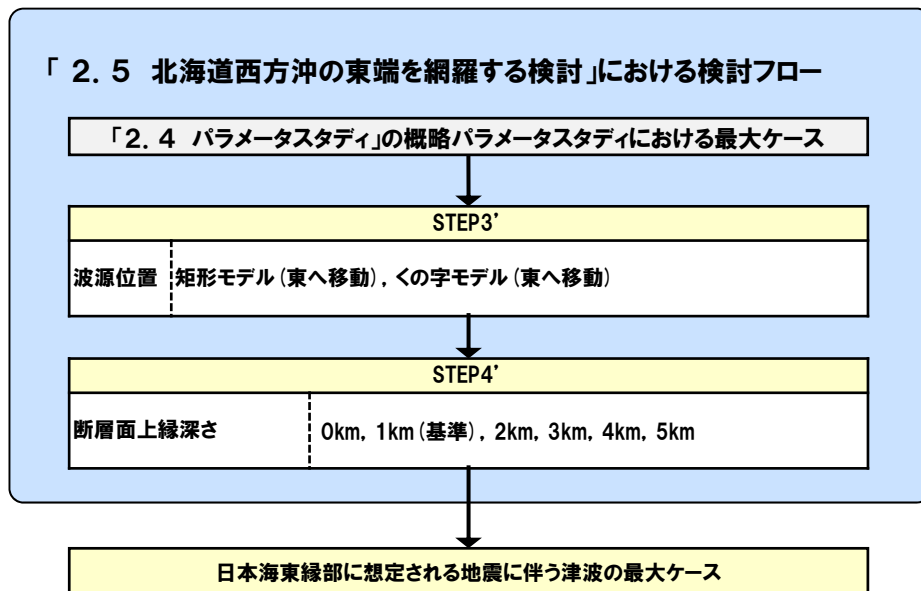 「 2．5 北海道西方沖の東端を網羅する検討」における検討フロー
「2．4 パラメータスタディ」の概略パラメータスタディにおける最大ケース
STEP3’
波源位置 矩形モデル（東へ移動），くの字モデル（東へ移動）
STEP4’
断層面上縁深さ 0km，1km（基準），2km，3km，4km，5km
日本海東縁部に想定される地震に伴う津波の最大ケース